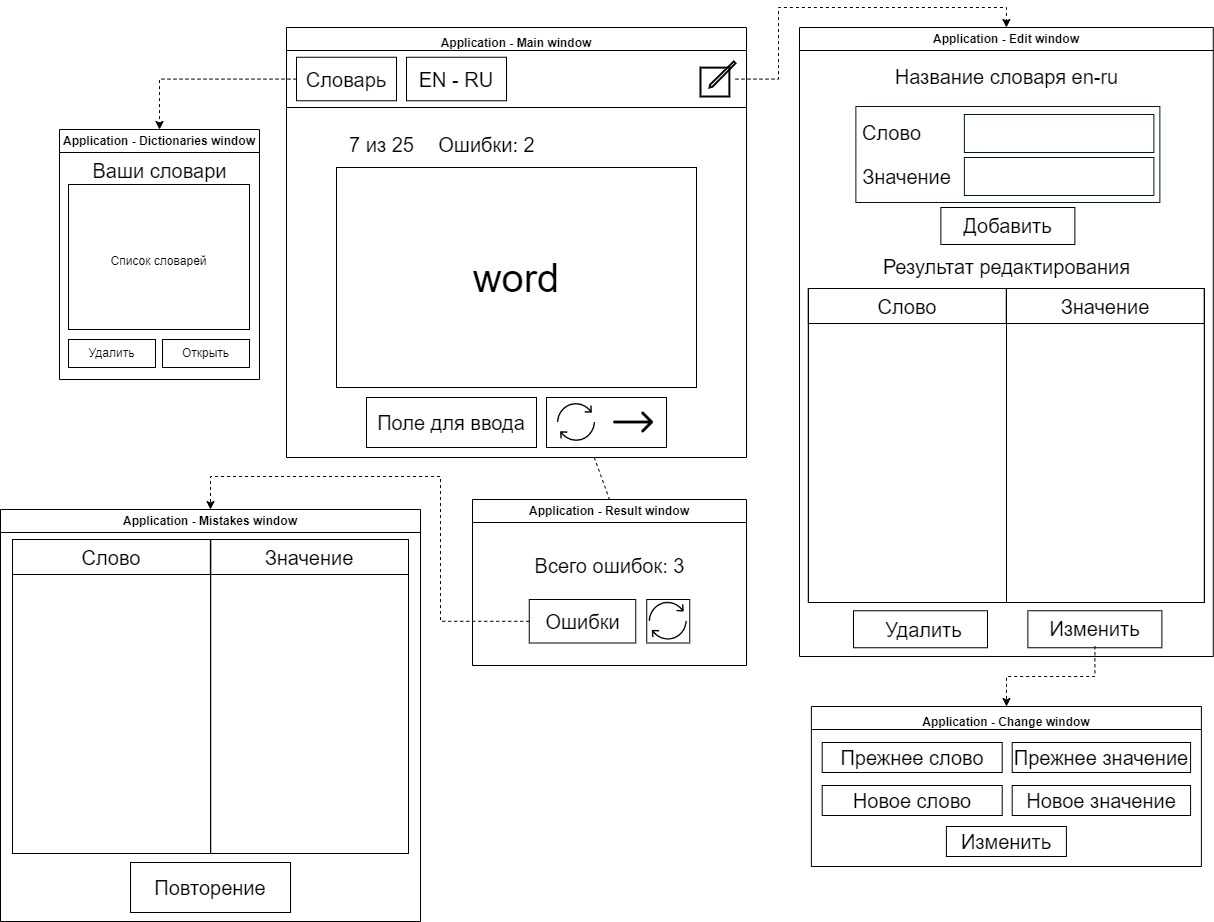 Application - Main window
Словарь
EN - RU
7 из 25 Ошибки: 2
word
Поле для ввода
Application - Dictionaries window
Ваши словари
Список словарей
Удалить
Открыть
Application - Edit window
Название словаря en-ru
Слово
Значение
Добавить
Результат редактирования
Слово
Значение
Удалить
Изменить
Application - Mistakes window
Слово
Значение
Повторение
Application - Result window
Всего ошибок: 3
Ошибки
Application - Change window
Прежнее слово
Прежнее значение
Новое слово
Новое значение
Изменить